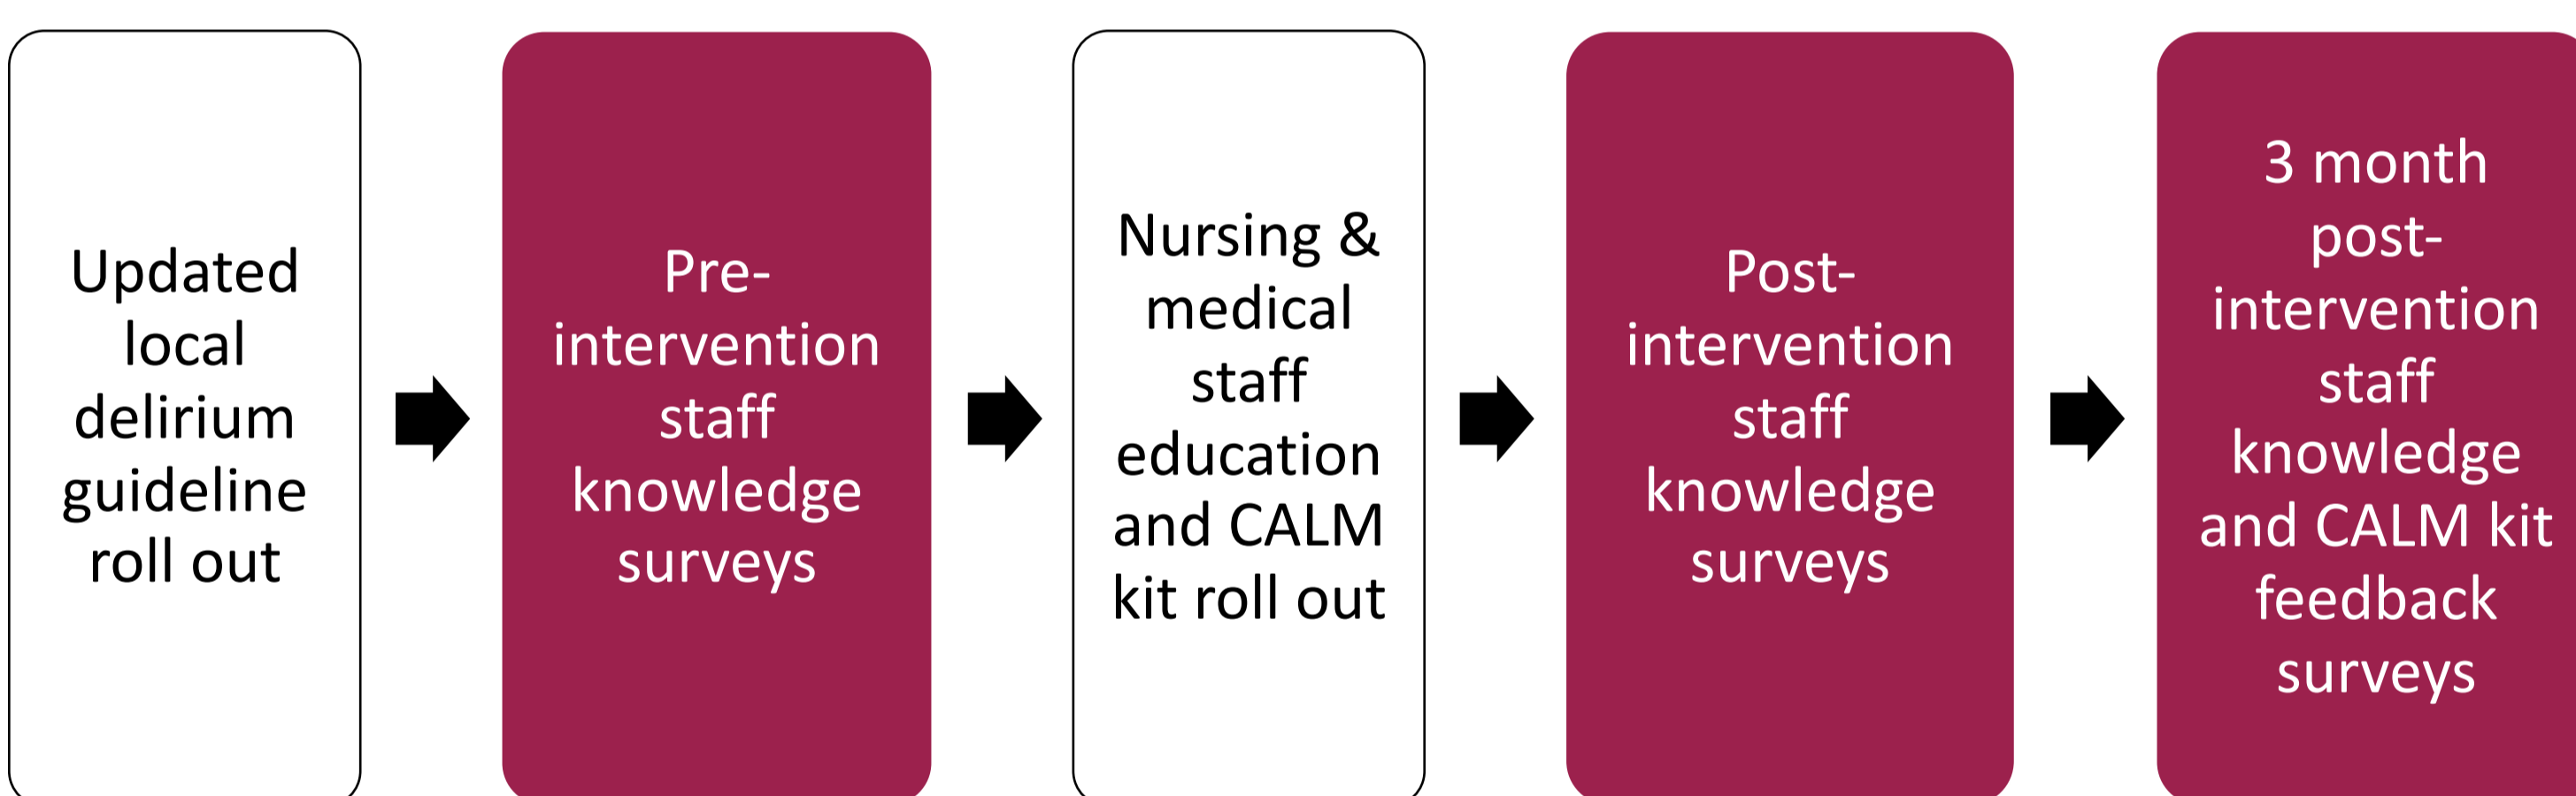 Updated
local
delirium
guideline
roll out
Pre-
intervention
staff
knowledge
surveys
Nursing &
medical
staff
education
and CALM
kit roll out
Post-
intervention
staff
knowledge
surveys
3 month
post-
intervention
staff
knowledge
and CALM kit
feedback
surveys